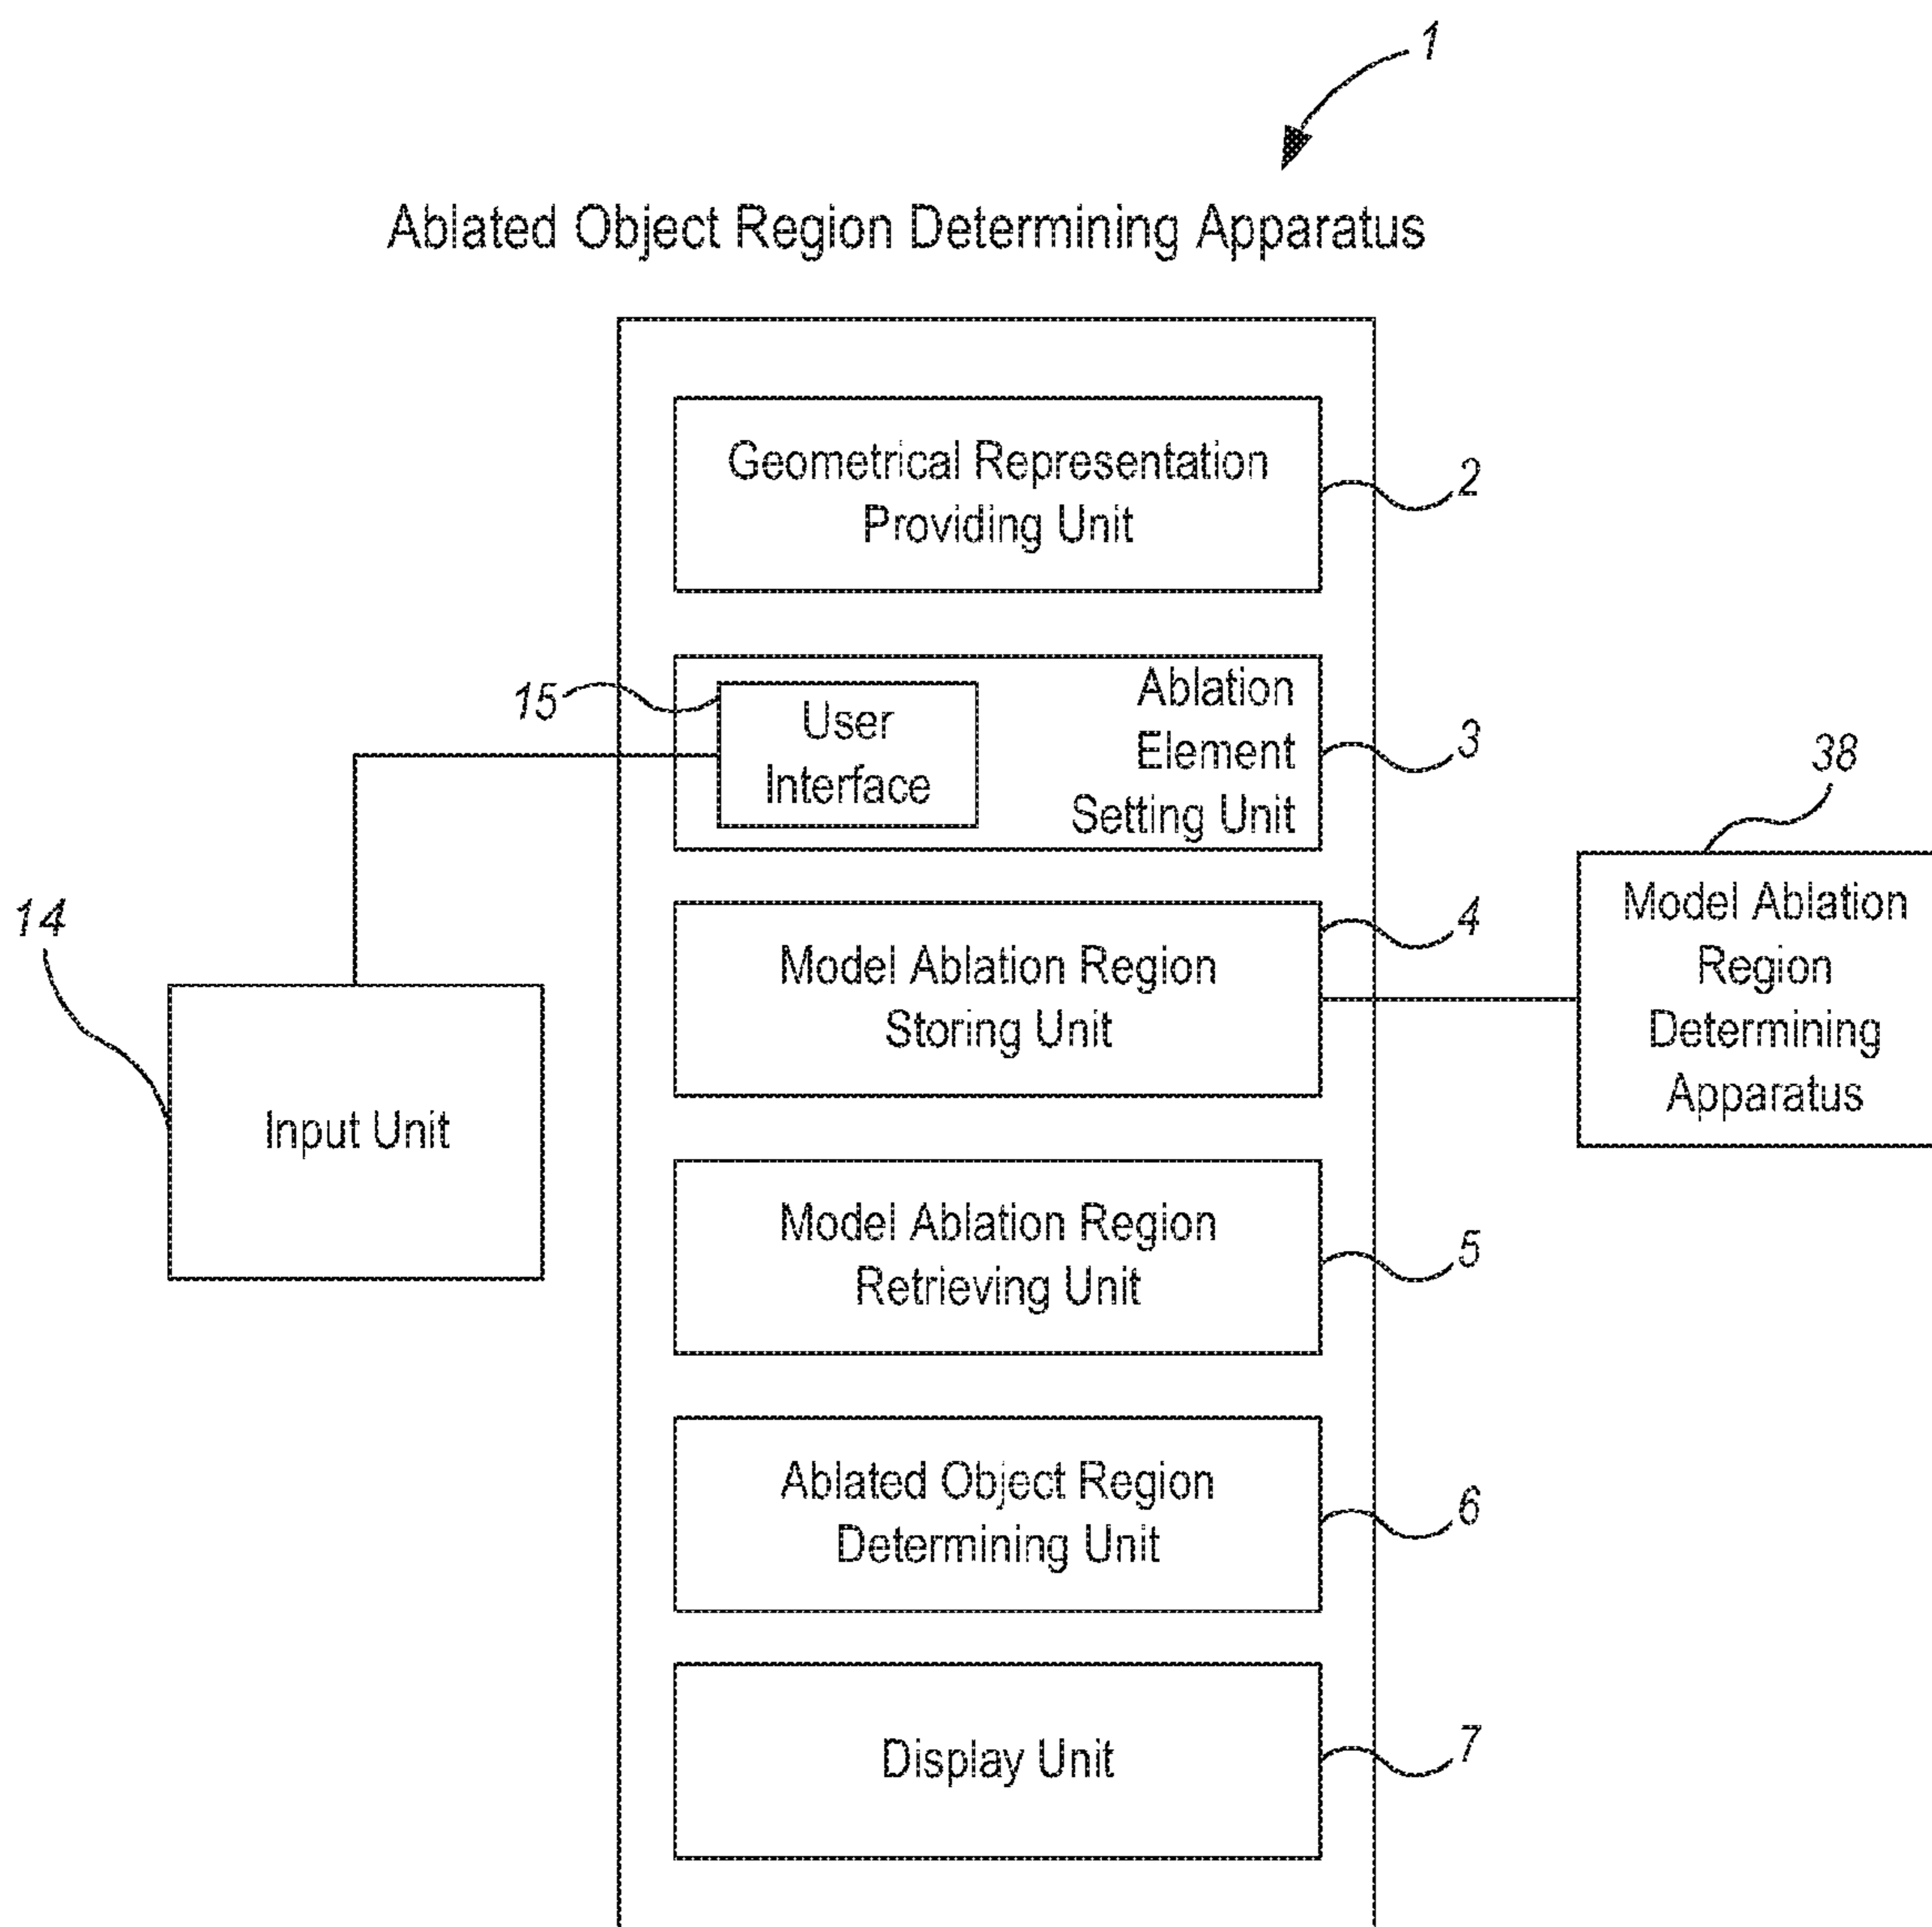 1
Ablated Object Region Determining Apparatus
Geometrical Representation
Providing Unit
2
15
User
Interface
Ablation
Element
Setting Unit
3
38
Model Ablation
Region
Determining
Apparatus
14
Input Unit
Model Ablation Region
Storing Unit
4
Model Ablation Region
Retrieving Unit
5
Ablated Object Region
Determining Unit
6
Display Unit
7